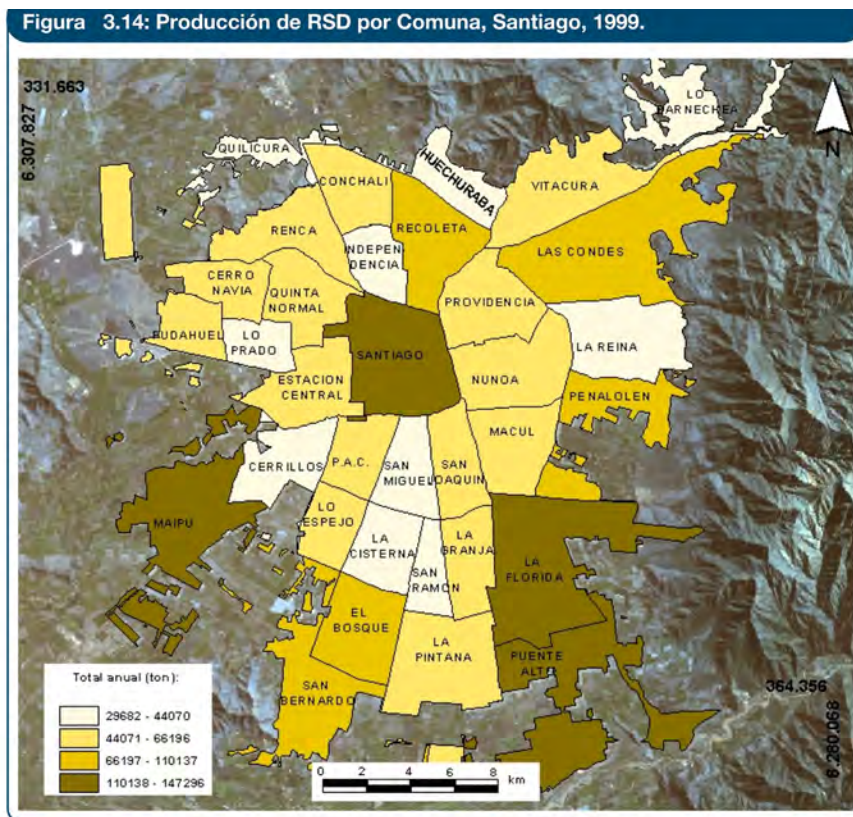 Figura 3.14: Producción de RSD por Comuna, Santiago, 1999.
331.663
6.307.827
LO
BARNECHEA
N
QUILICURA
HUECHURABA
CONCHALI
VITACURA
RENCA
RECOLETA
INDEPEN-
DENCIA
LAS CONDES
CERRO
NAVIA
QUINTA
NORMAL
PROVIDENCIA
PUDAHUEL
LO
PRADO
SANTIAGO
LA REINA
ESTACION
CENTRAL
NUNOA
PENALOLEN
MACUL
CERRILLOS
P.A.C.
SAN
MIGUEL
SAN
JOAQUIN
MAIPU
LO
ESPEJO
LA
CISTERNA
LA
GRANJA
SAN
RAMON
LA
FLORIDA
EL
BOSQUE
LA
PINTANA
PUENTE
ALTO
SAN
BERNARDO
364.356
6.280.068
Total anual (ton):
29682 - 44070
44071 - 66196
66197 - 110137
110138 - 147296
0 2 4 6 8
km